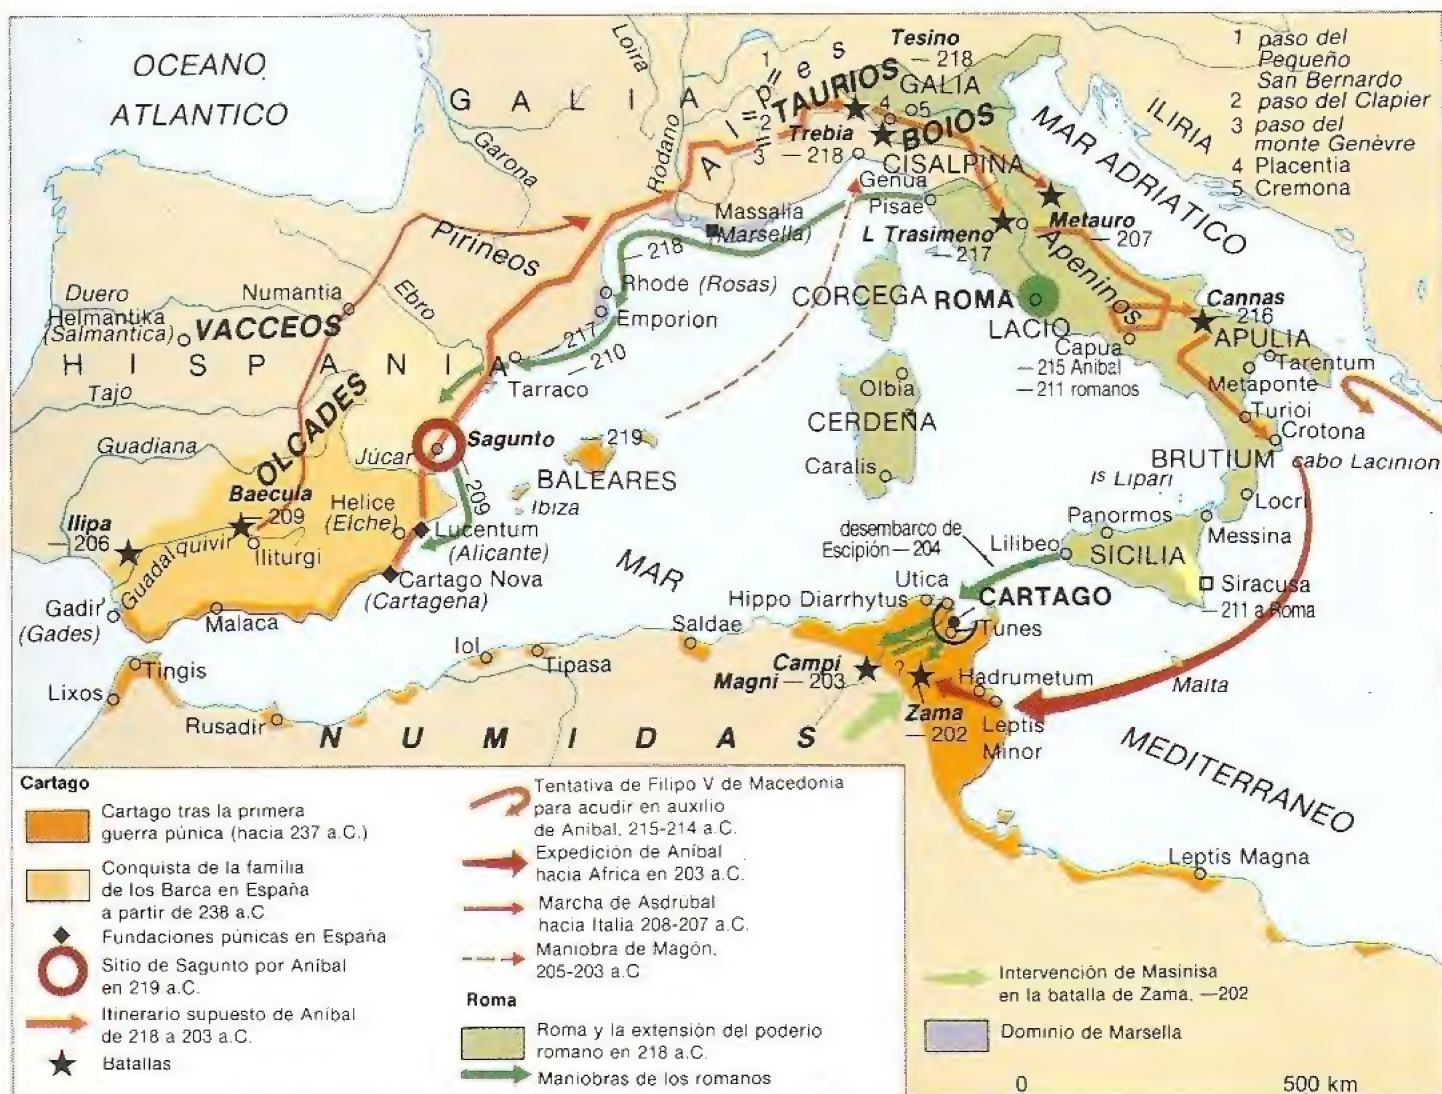 OCEANO
ATLANTICO
G A L I A
Loira
Garona
Ródano
A l p e s
1
2
3
TAURIOS
Tesino
—218
GALIA
4
5
BOIOS
Trebia
—218
CISALPINA
Genua
Pisae
MAR ADRIATICO
ILIRIA
1 paso del
Pequeño
San Bernardo
2 paso del Clapier
3 paso del
monte Genèvre
4 Placentia
5 Cremona
Massalia
(Marsella)
L Trasimeno
—217
Metauro
—207
Apeninos
Pirineos
—218
Rhode (Rosas)
Emporion
—217
—210
Tarraco
Ebro
Duero
Numantia
Helmantika
(Salmantica)
VACCEOS
H I S P A N I A
Tajo
OLCADES
Guadiana
Júcar
Sagunto
—219
BALEARES
Ibiza
209
CORCEGA
ROMA
LACIO
Capua
—215 Aníbal
—211 romanos
Cannas
216
APULIA
Tarentum
Metaponte
Turioi
Crotona
BRUTIUM
cabo Lacinion
Is Lipari
Locri
Olbia
CERDEÑA
Caralis
Baecula
—209
Ilipa
—206
Guadalquivir
Iliturgi
Helice
(Elche)
Lucentum
(Alicante)
Cartago Nova
(Cartagena)
Gadir
(Gades)
Malaca
Tingis
Lixos
Rusadir
Iol
Tipasa
Saldae
MAR
desembarco de
Escipión—204
Panormos
Messina
Lilibeo
SICILIA
Siracusa
—211 a Roma
Utica
Hippo Diarrhytus
CARTAGO
Tunes
Campi
Magni—203
?
Hadrumetum
Zama
—202
Leptis
Minor
Malta
MEDITERRANEO
N U M I D A S
Leptis Magna
Cartago
Cartago tras la primera
guerra púnica (hacia 237 a.C.)
Conquista de la familia
de los Barca en España
a partir de 238 a.C
Fundaciones púnicas en España
Sitio de Sagunto por Aníbal
en 219 a.C.
Itinerario supuesto de Aníbal
de 218 a 203 a.C.
Batallas
Tentativa de Filipo V de Macedonia
para acudir en auxilio
de Aníbal, 215-214 a.C.
Expedición de Aníbal
hacia Africa en 203 a.C.
Marcha de Asdrúbal
hacia Italia 208-207 a.C.
Maniobra de Magón,
205-203 a.C
Roma
Roma y la extensión del poderio
romano en 218 a.C.
Maniobras de los romanos
Intervención de Masinisa
en la batalla de Zama, —202
Dominio de Marsella
0 500 km